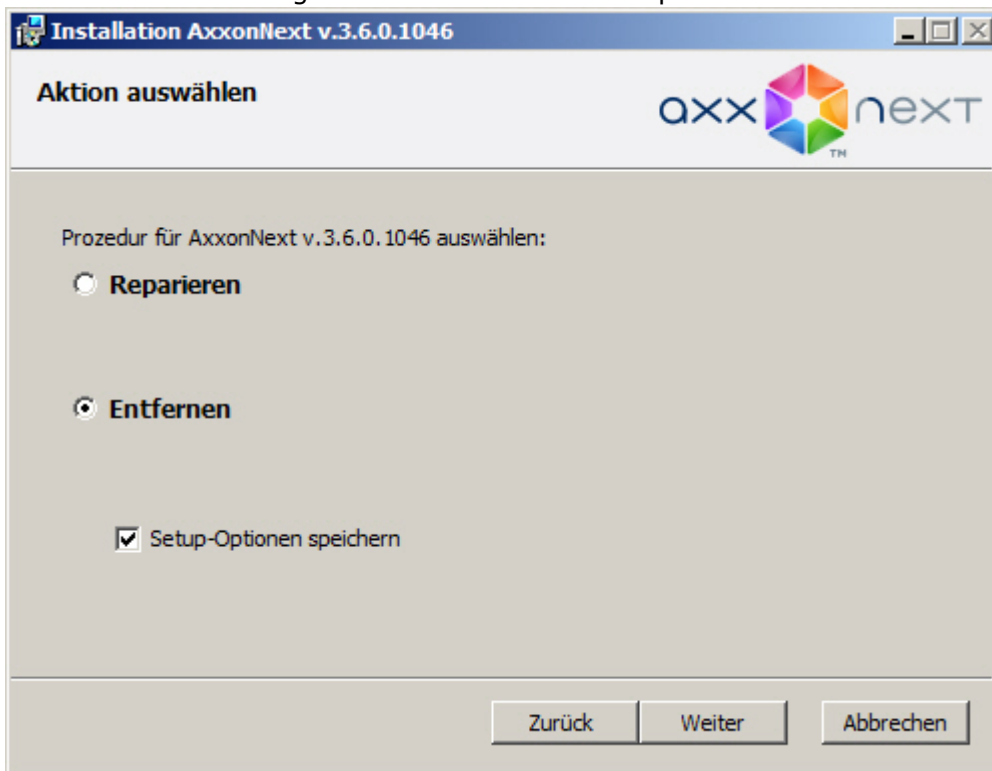 Installation AxxonNext v.3.6.0.1046
Aktion auswählen
axx next
TM
Prozedur für AxxonNext v.3.6.0.1046 auswählen:
Reparieren
Entfernen
Setup-Optionen speichern
Zurück Weiter Abbrechen